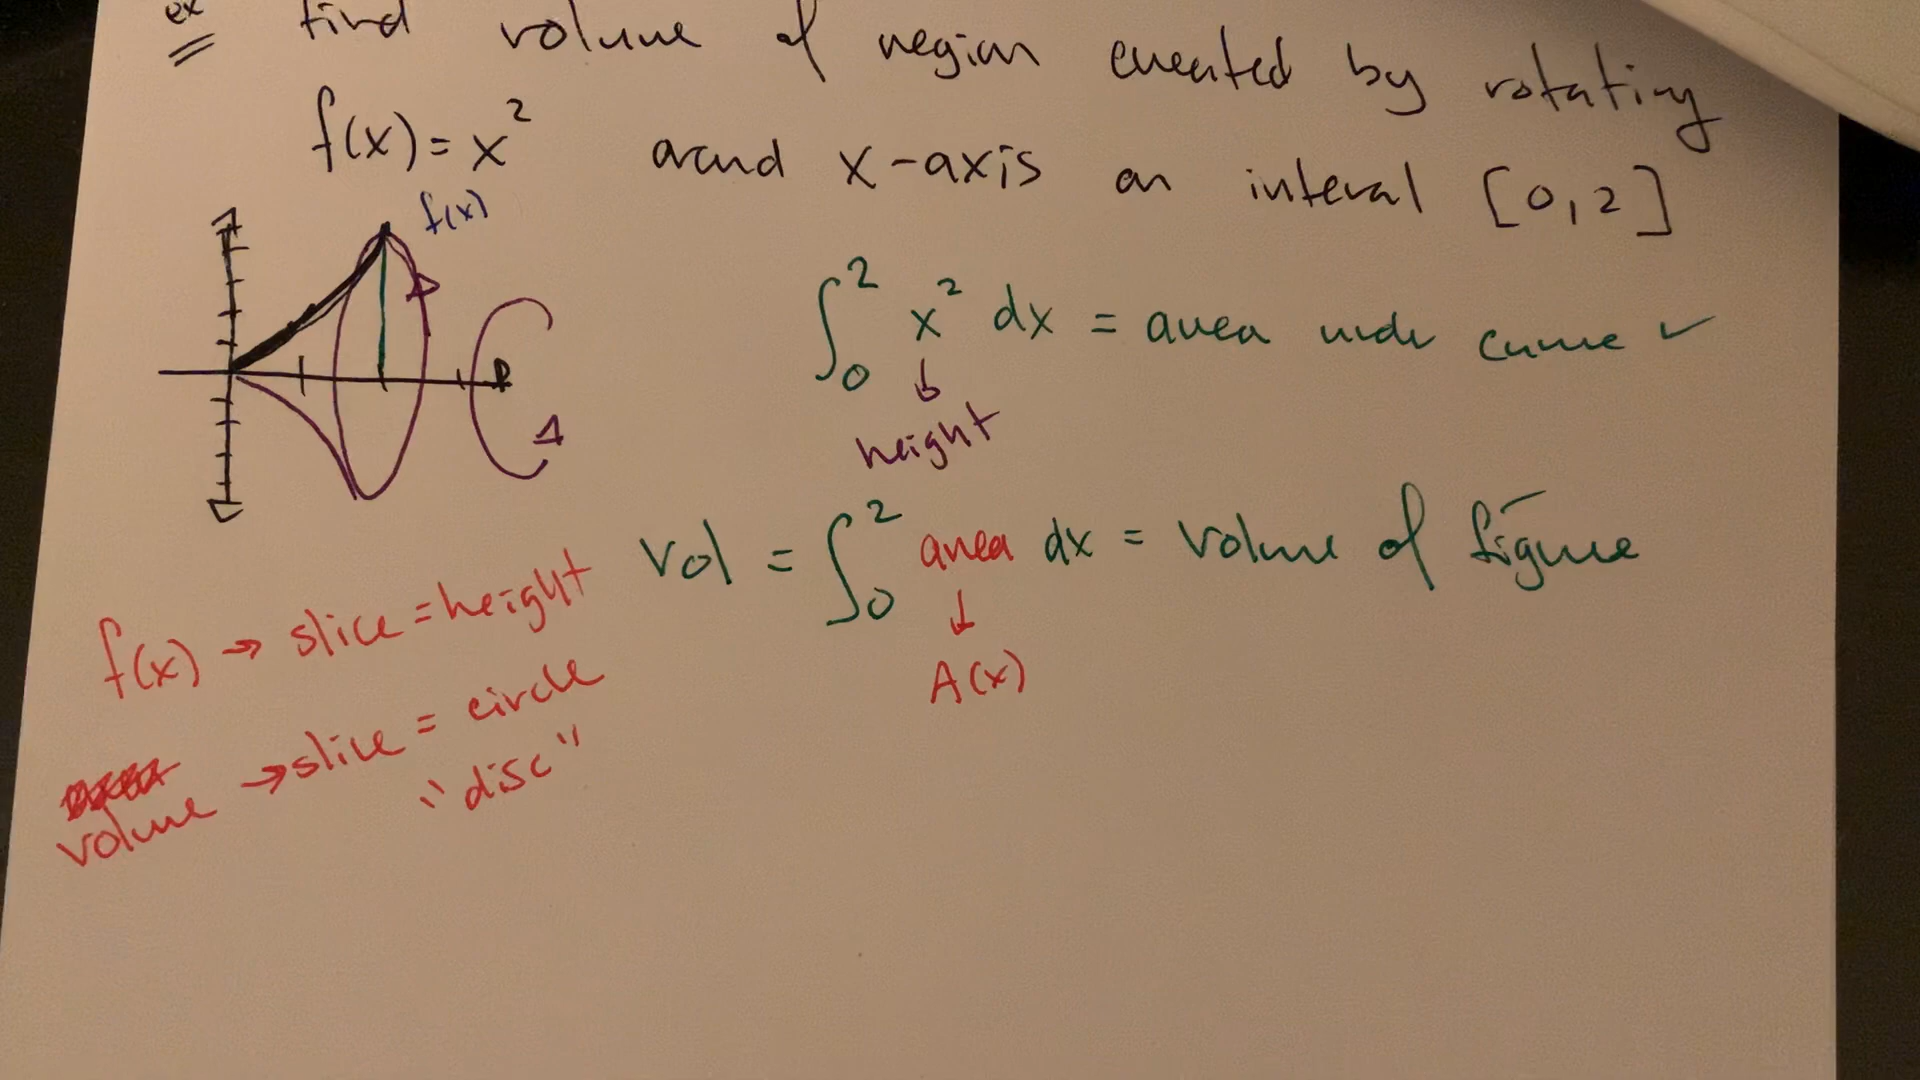 ex find volume of region created by rotating
f(x) = x² around x-axis on interval [0,2]
f(x)
∫₀² x² dx = area under curve ✓
height
Vol = ∫₀² area dx = volume of figure
A(x)
f(x) → slice = height
volume → slice = circle
"disc"